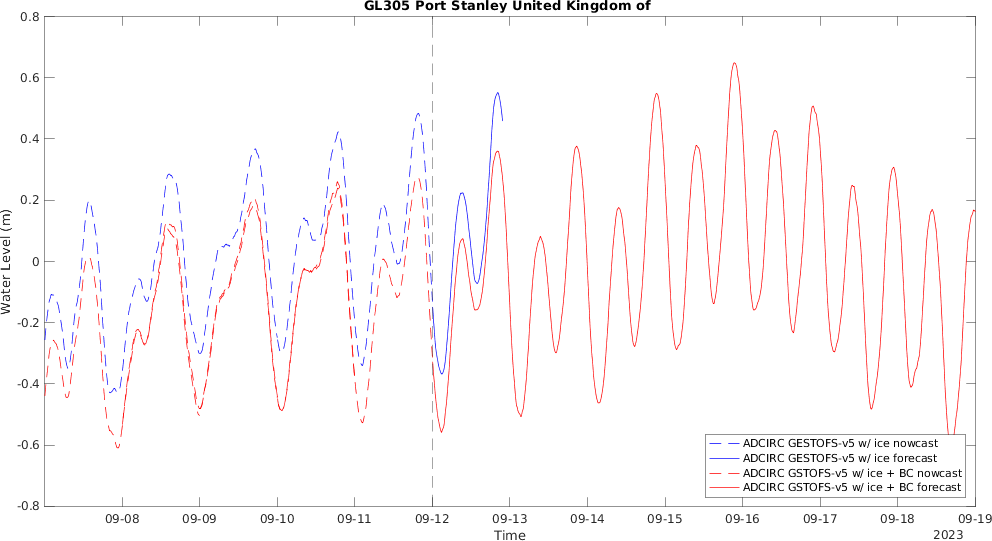 GL305 Port Stanley United Kingdom of
Water Level (m)
0.8
0.6
0.4
0.2
0
-0.2
-0.4
-0.6
-0.8
ADCIRC GESTOFS-v5 w/ ice nowcast
ADCIRC GESTOFS-v5 w/ ice forecast
ADCIRC GSTOFS-v5 w/ ice + BC nowcast
ADCIRC GSTOFS-v5 w/ ice + BC forecast
09-08 09-09 09-10 09-11 09-12 09-13 09-14 09-15 09-16 09-17 09-18 09-19
Time
2023